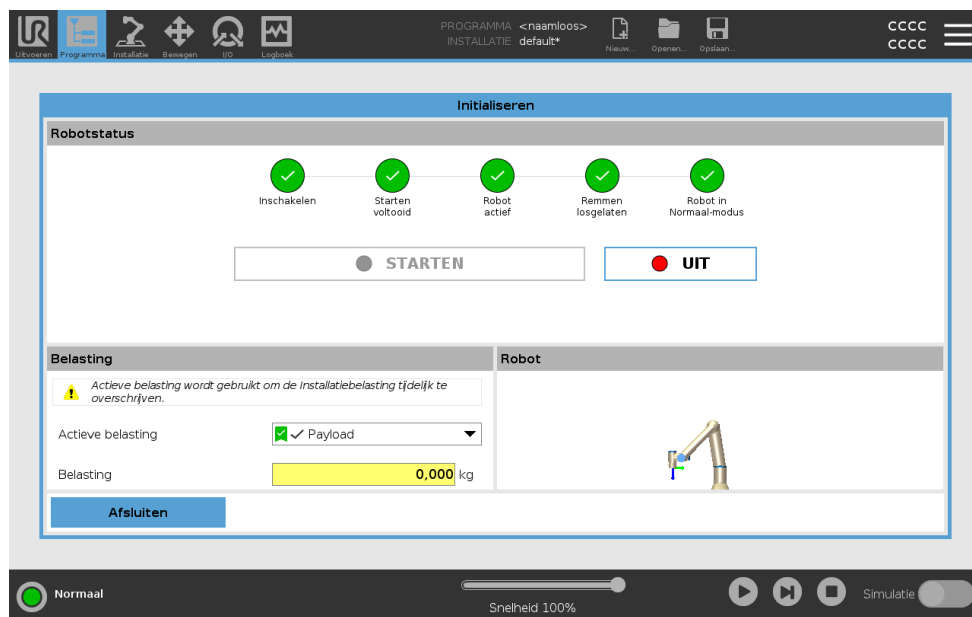 PROGRAMMA <naamloos>
INSTALLATIE default*
cccc
cccc
Uitvoeren Programma Installatie Bewegen I/O Logboek Nieuw... Openen... Opslaan...
Initialiseren
Robotstatus
Inschakelen
Starten
voltooid
Robot
actief
Remmen
losgelaten
Robot in
Normaal-modus
STARTEN
UIT
Belasting
Robot
Actieve belasting wordt gebruikt om de Installatiebelasting tijdelijk te
overschrijven.
Actieve belasting
Payload
Belasting
0,000 kg
Afsluiten
Normaal
Snelheid 100%
Simulatie